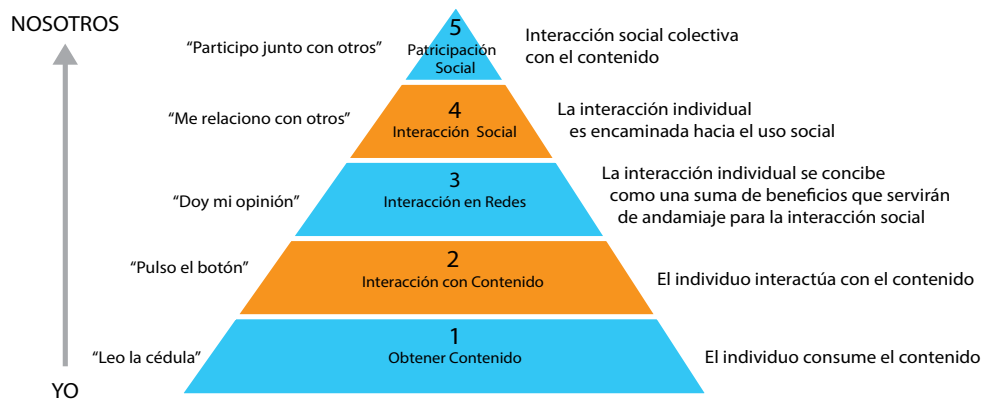 NOSOTROS
“Participo junto con otros”
5
Patricipación
Social
Interacción social colectiva
con el contenido
“Me relaciono con otros”
4
Interacción Social
La interacción individual
es encaminada hacia el uso social
“Doy mi opinión”
3
Interacción en Redes
La interacción individual se concibe
como una suma de beneficios que servirán
de andamiaje para la interacción social
“Pulso el botón”
2
Interacción con Contenido
El individuo interactúa con el contenido
“Leo la cédula”
1
Obtener Contenido
El individuo consume el contenido
YO